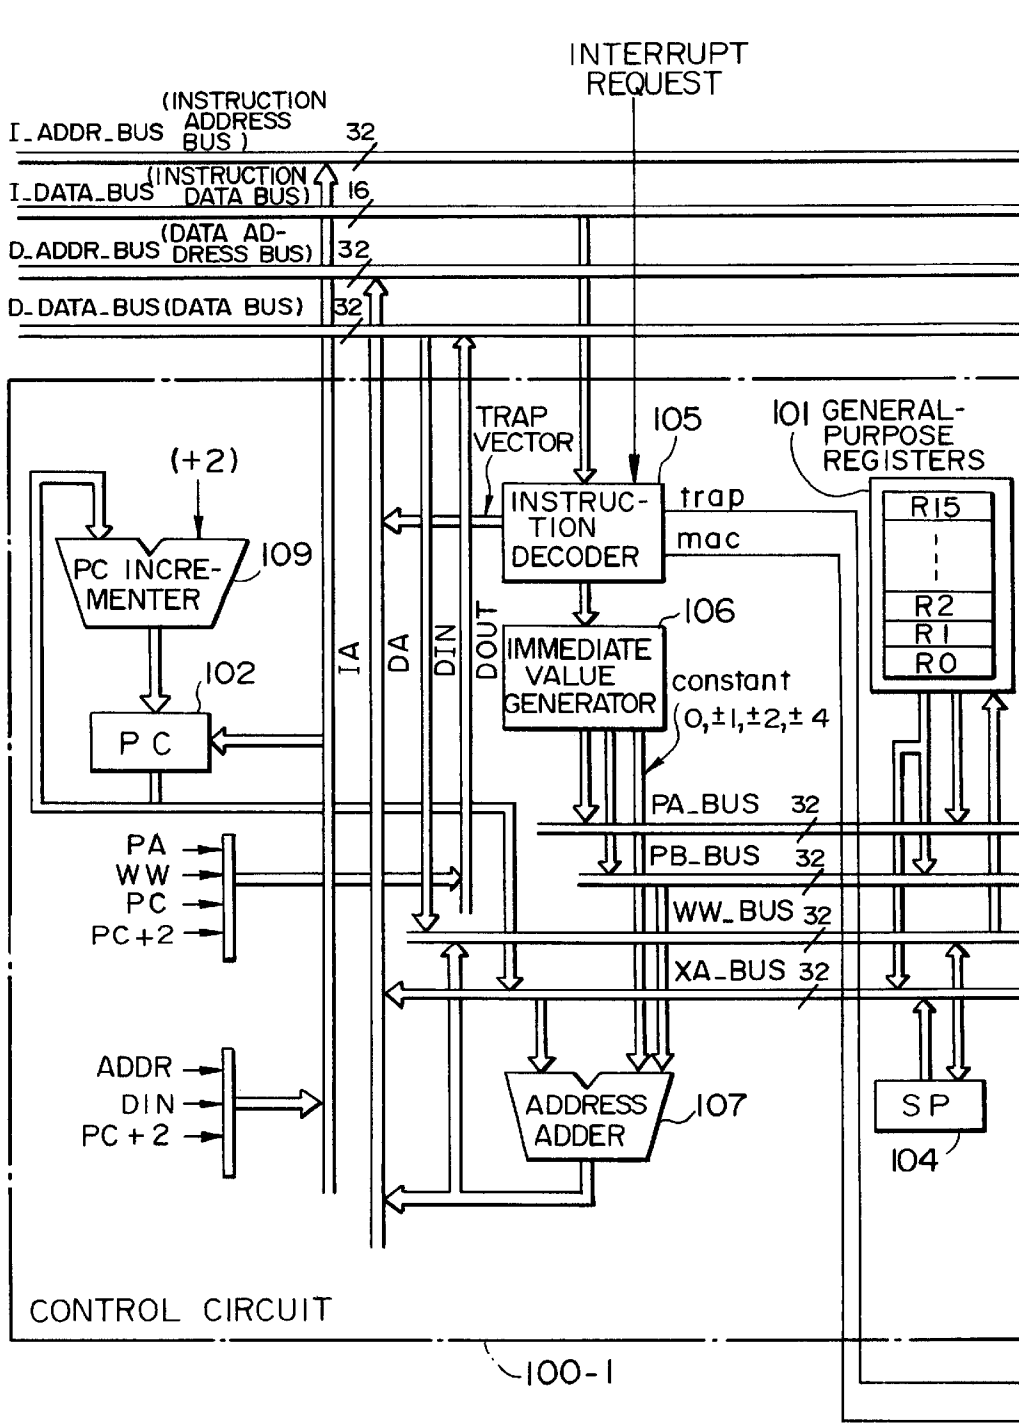 INTERRUPT
REQUEST
I_ADDR_BUS (INSTRUCTION
ADDRESS
BUS) 32
I_DATA_BUS (INSTRUCTION
DATA BUS) 16
D_ADDR_BUS (DATA AD-
DRESS BUS) 32
D_DATA_BUS (DATA BUS) 32
TRAP
VECTOR
105
101 GENERAL-
PURPOSE
REGISTERS
(+2)
INSTRUC-
TION
DECODER
trap
mac
R15
R2
R1
R0
PC INCRE-
MENTER
109
106
IA
DA
DIN
DOUT
IMMEDIATE
VALUE
GENERATOR
102
PC
constant
0,±1,±2,±4
PA_BUS 32
PB_BUS 32
WW_BUS 32
XA_BUS 32
PA
WW
PC
PC+2
ADDR
DIN
PC+2
ADDRESS
ADDER
107
SP
104
CONTROL CIRCUIT
100-1